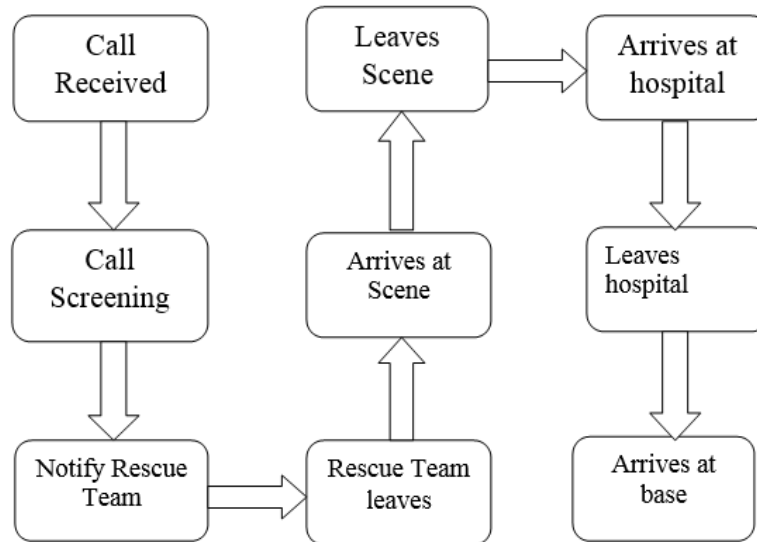 Call
Received
Call
Screening
Notify Rescue
Team
Rescue Team
leaves
Arrives at
Scene
Leaves
Scene
Arrives at
hospital
Leaves
hospital
Arrives at
base